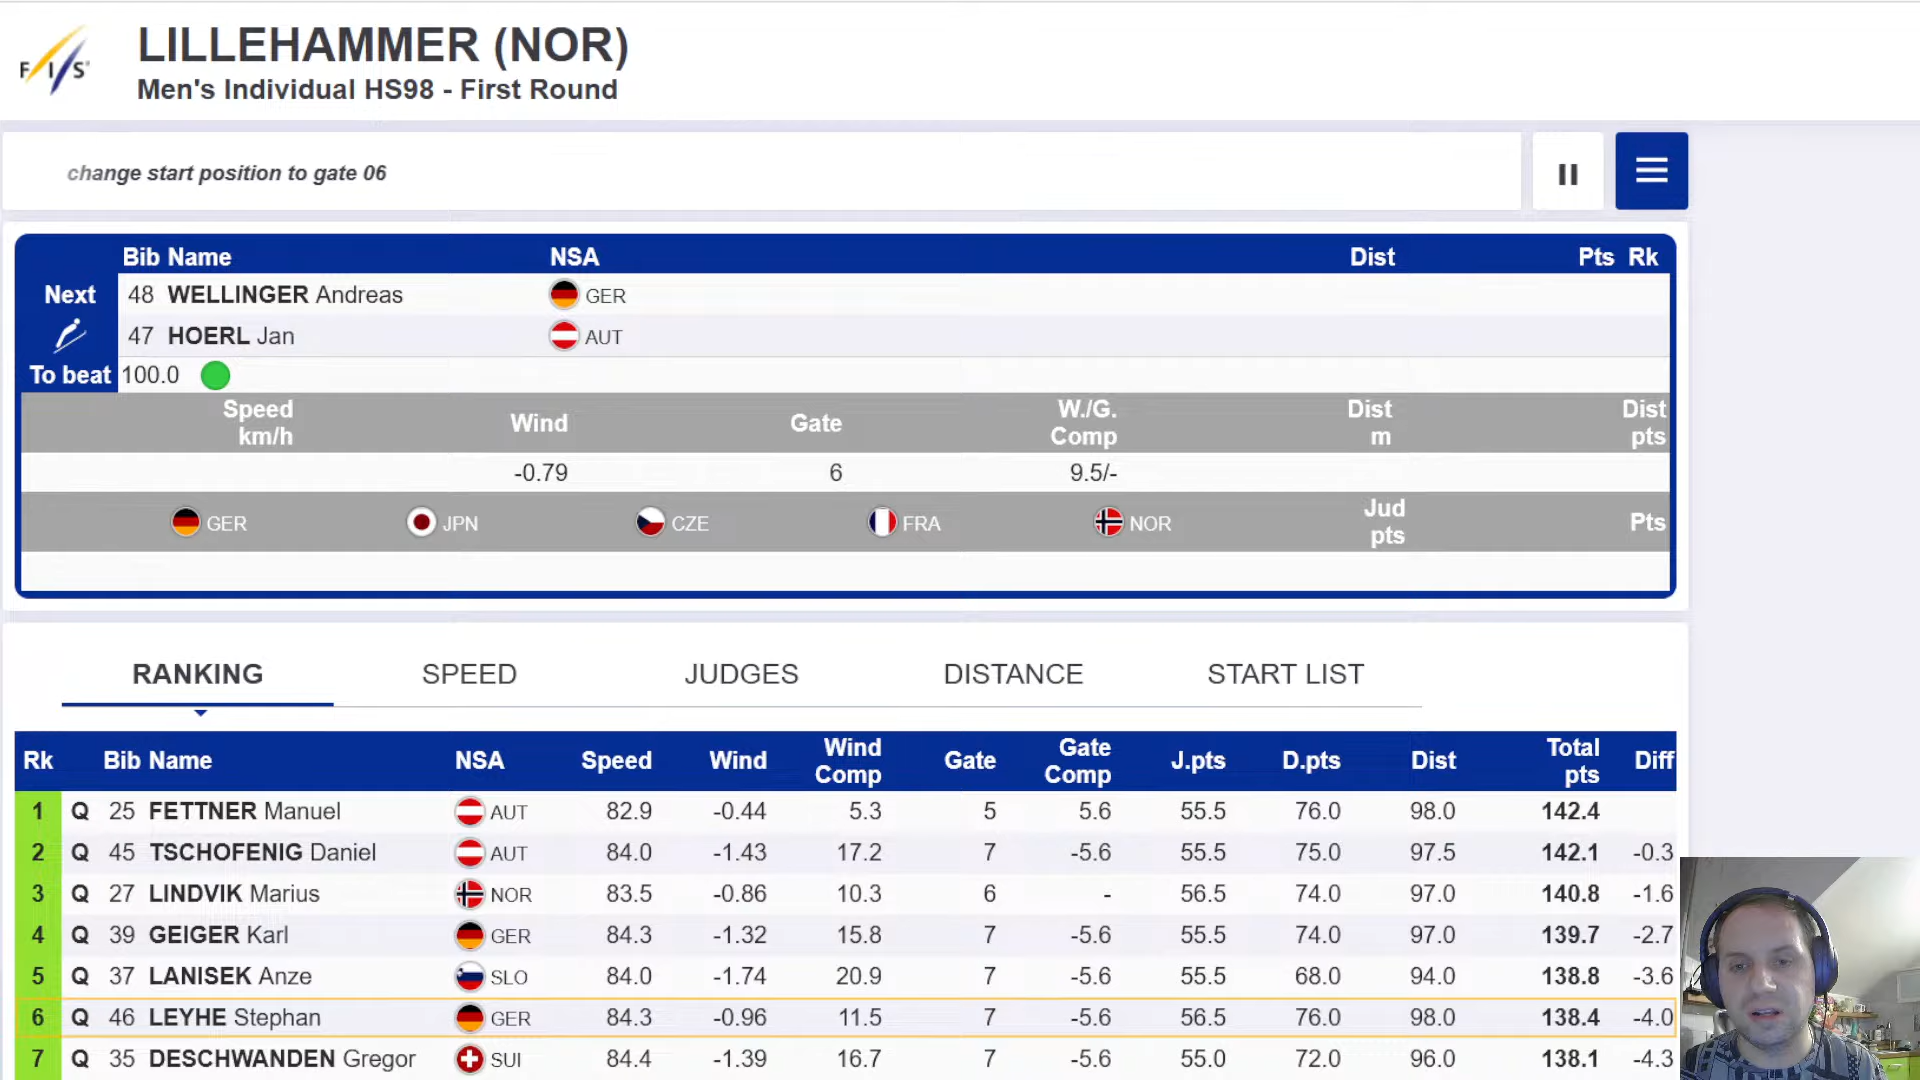 FIS
LILLEHAMMER (NOR)
Men's Individual HS98 - First Round
change start position to gate 06
Bib Name NSA Dist Pts Rk
Next 48 WELLINGER Andreas GER
47 HOERL Jan AUT
To beat 100.0
Speed km/h Wind Gate W./G. Comp Dist m Dist pts
-0.79 6 9.5/-
GER JPN CZE FRA NOR Jud pts Pts
RANKING SPEED JUDGES DISTANCE START LIST
Rk Bib Name NSA Speed Wind Wind Comp Gate Gate Comp J.pts D.pts Dist Total pts Diff
1 Q 25 FETTNER Manuel AUT 82.9 -0.44 5.3 5 5.6 55.5 76.0 98.0 142.4
2 Q 45 TSCHOFENIG Daniel AUT 84.0 -1.43 17.2 7 -5.6 55.5 75.0 97.5 142.1 -0.3
3 Q 27 LINDVIK Marius NOR 83.5 -0.86 10.3 6 - 56.5 74.0 97.0 140.8 -1.6
4 Q 39 GEIGER Karl GER 84.3 -1.32 15.8 7 -5.6 55.5 74.0 97.0 139.7 -2.7
5 Q 37 LANISEK Anze SLO 84.0 -1.74 20.9 7 -5.6 55.5 68.0 94.0 138.8 -3.6
6 Q 46 LEYHE Stephan GER 84.3 -0.96 11.5 7 -5.6 56.5 76.0 98.0 138.4 -4.0
7 Q 35 DESCHWANDEN Gregor SUI 84.4 -1.39 16.7 7 -5.6 55.0 72.0 96.0 138.1 -4.3